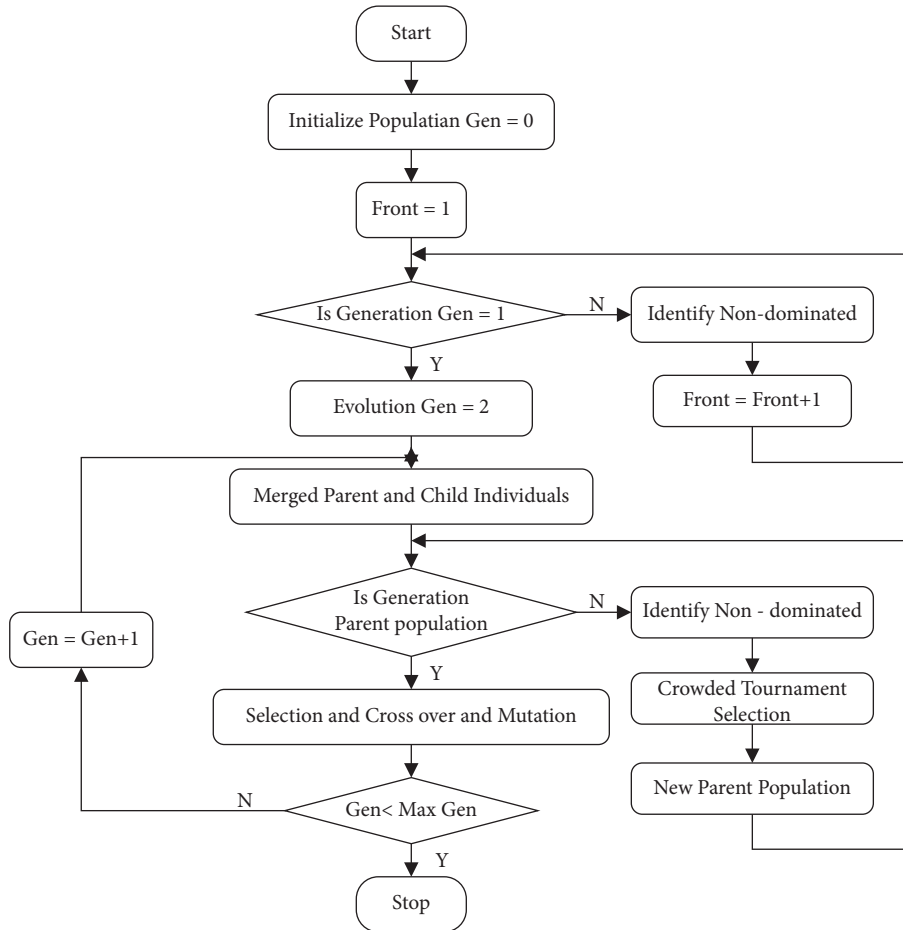 Start
Initialize Populatian Gen = 0
Front = 1
Is Generation Gen = 1
N
Identify Non-dominated
Y
Front = Front+1
Evolution Gen = 2
Merged Parent and Child Individuals
Is Generation
Parent population
N
Identify Non - dominated
Gen = Gen+1
Y
Crowded Tournament
Selection
Selection and Cross over and Mutation
New Parent Population
N
Gen< Max Gen
Y
Stop